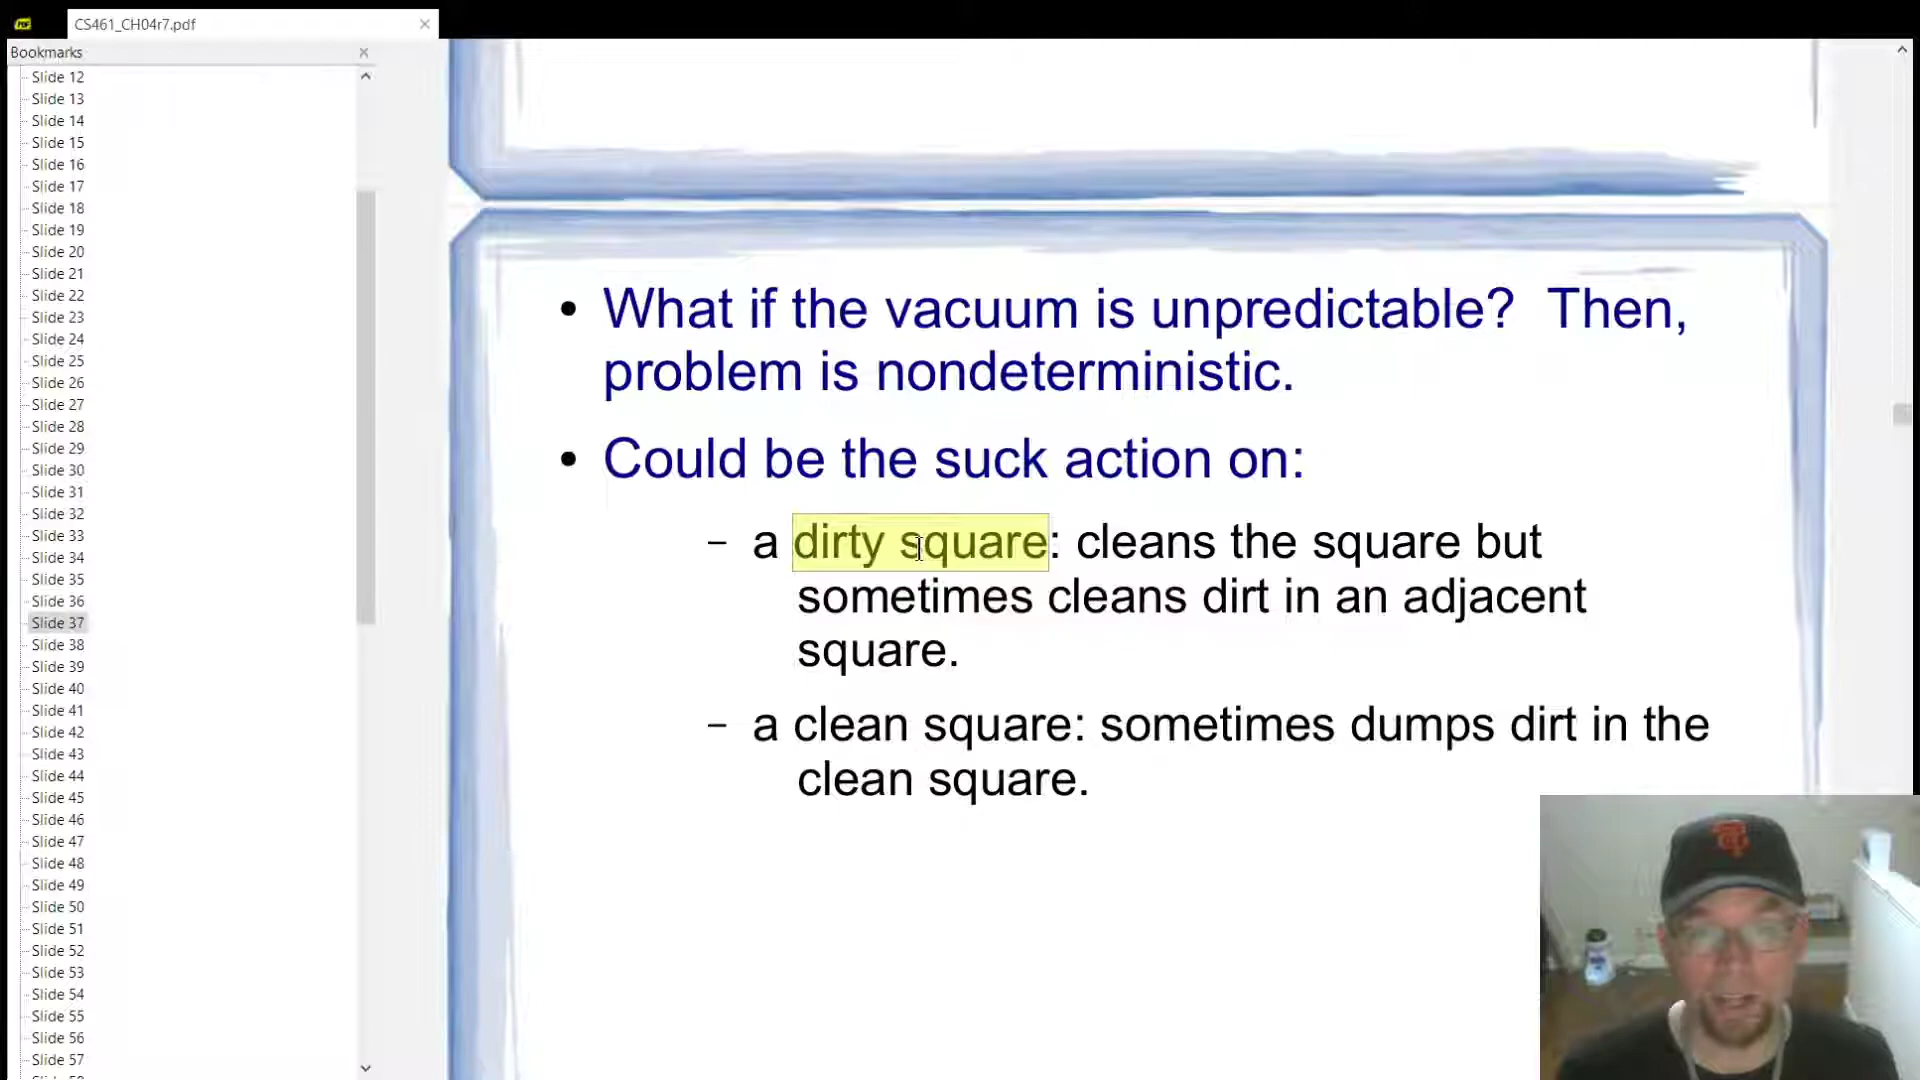 CS461_CH04r7.pdf
Bookmarks
Slide 12
Slide 13
Slide 14
Slide 15
Slide 16
Slide 17
Slide 18
Slide 19
Slide 20
Slide 21
Slide 22
Slide 23
Slide 24
Slide 25
Slide 26
Slide 27
Slide 28
Slide 29
Slide 30
Slide 31
Slide 32
Slide 33
Slide 34
Slide 35
Slide 36
Slide 37
Slide 38
Slide 39
Slide 40
Slide 41
Slide 42
Slide 43
Slide 44
Slide 45
Slide 46
Slide 47
Slide 48
Slide 49
Slide 50
Slide 51
Slide 52
Slide 53
Slide 54
Slide 55
Slide 56
Slide 57
• What if the vacuum is unpredictable? Then,
problem is nondeterministic.
• Could be the suck action on:
– a dirty square: cleans the square but
sometimes cleans dirt in an adjacent
square.
– a clean square: sometimes dumps dirt in the
clean square.